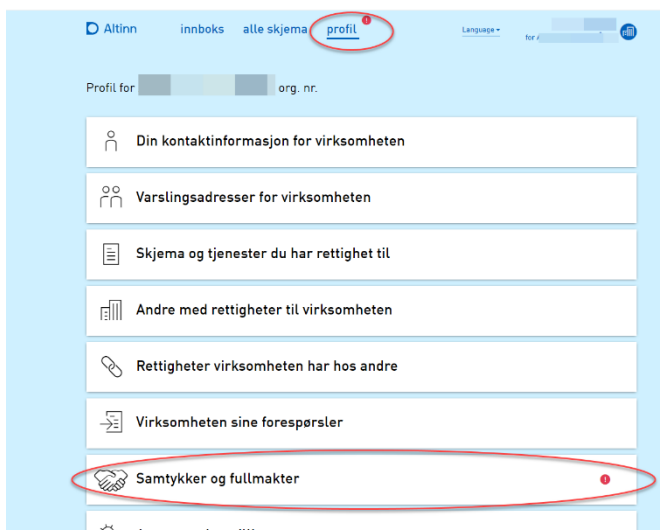 Altinn innboks alle skjema profil Language
for
Profil for org. nr.
Din kontaktinformasjon for virksomheten
Varslingsadresser for virksomheten
Skjema og tjenester du har rettighet til
Andre med rettigheter til virksomheten
Rettigheter virksomheten har hos andre
Virksomheten sine forespørsler
Samtykker og fullmakter